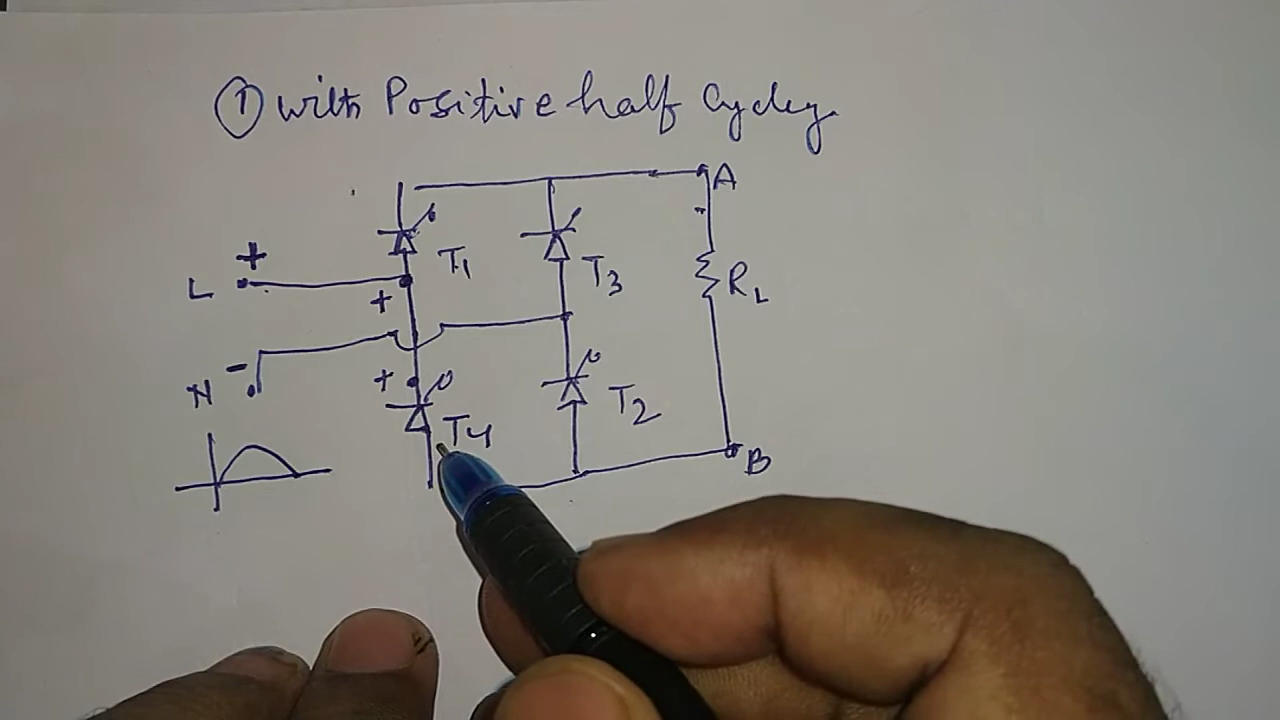 ① with Positive half Cycle.
A
+
T1
T3
L
RL
+
-
N
+
T2
T4
B